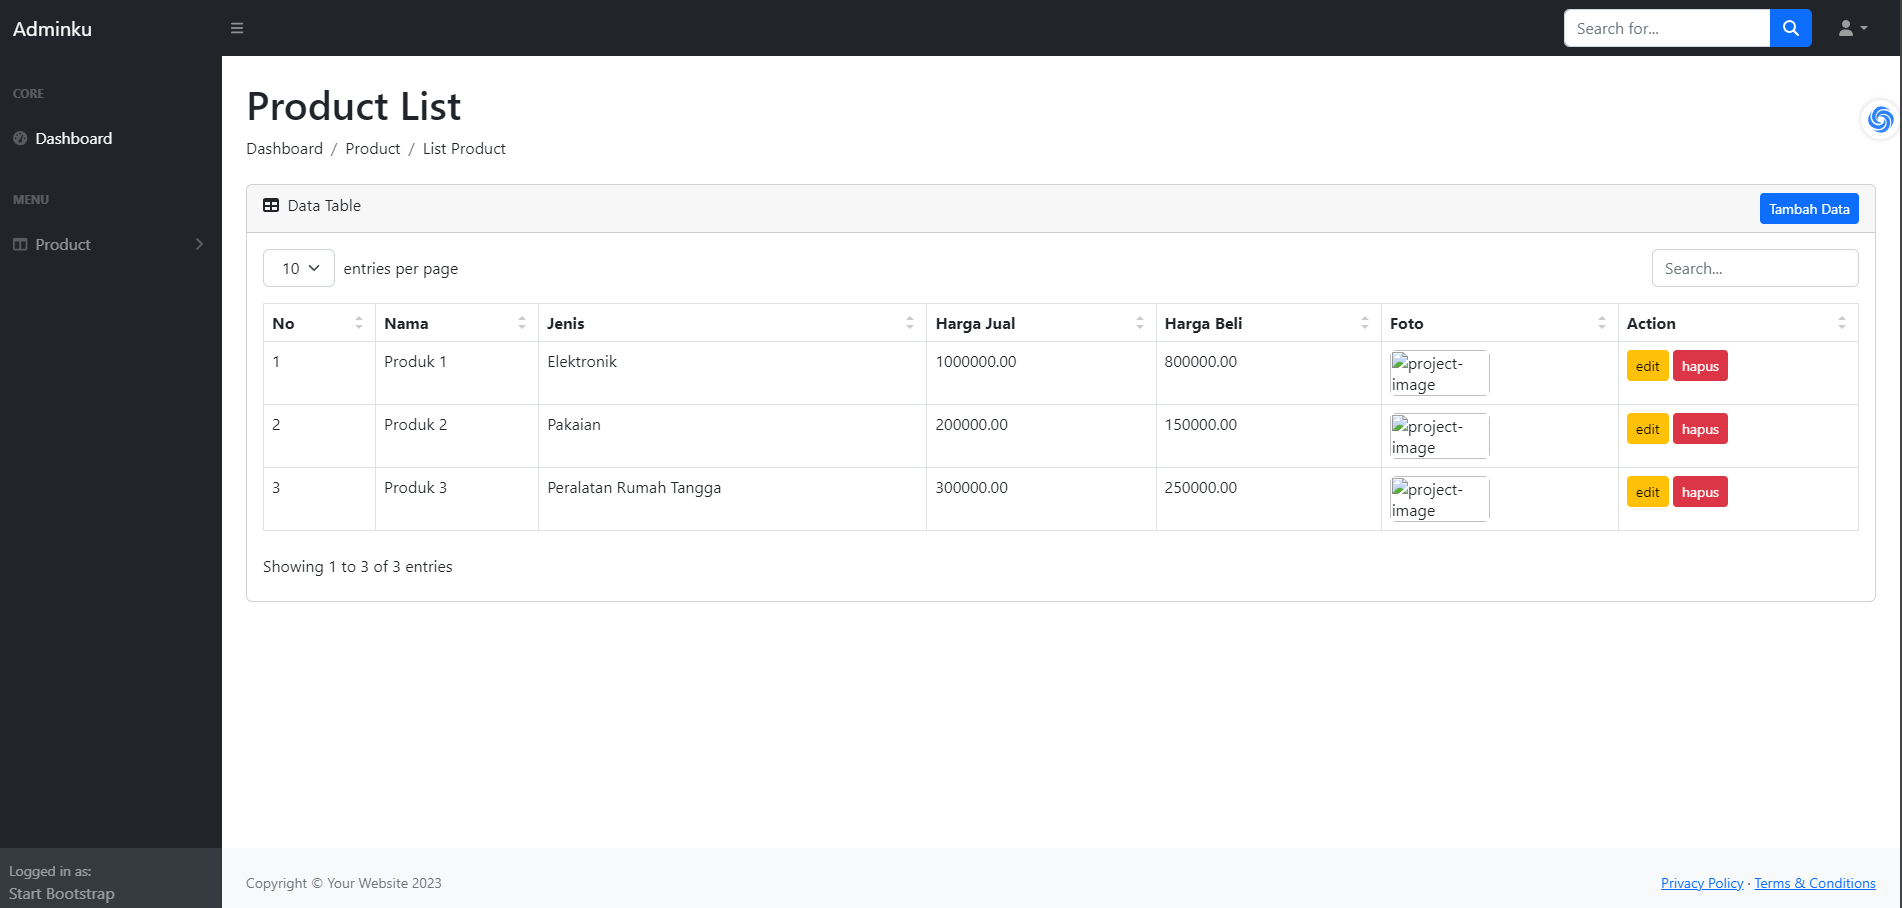 Adminku
Search for...
CORE
Dashboard
MENU
Product
Product List
Dashboard / Product / List Product
Data Table
Tambah Data
10 entries per page
Search...
No Nama Jenis Harga Jual Harga Beli Foto Action
1 Produk 1 Elektronik 1000000.00 800000.00 project-image edit hapus
2 Produk 2 Pakaian 200000.00 150000.00 project-image edit hapus
3 Produk 3 Peralatan Rumah Tangga 300000.00 250000.00 project-image edit hapus
Showing 1 to 3 of 3 entries
Logged in as:
Start Bootstrap
Copyright © Your Website 2023
Privacy Policy · Terms & Conditions